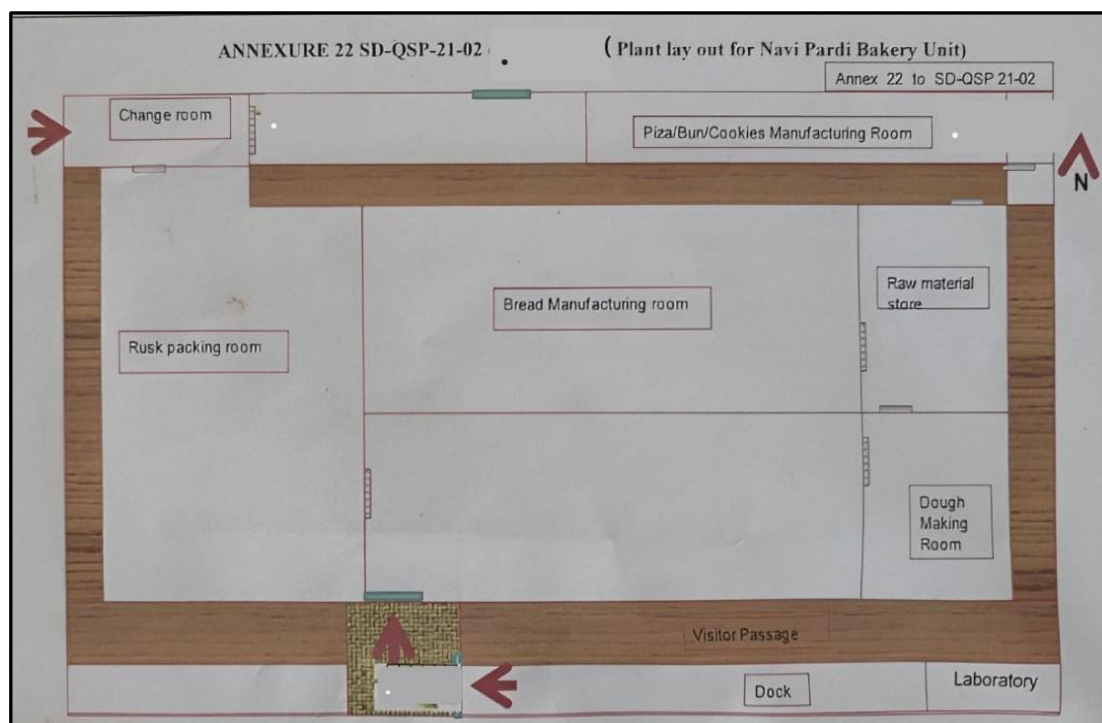 ANNEXURE 22 SD-QSP-21-02 ( Plant lay out for Navi Pardi Bakery Unit)
Annex 22 to SD-QSP 21-02
Change room
Piza/Bun/Cookies Manufacturing Room
N
Raw material
store
Bread Manufacturing room
Rusk packing room
Dough
Making
Room
Visitor Passage
Dock
Laboratory